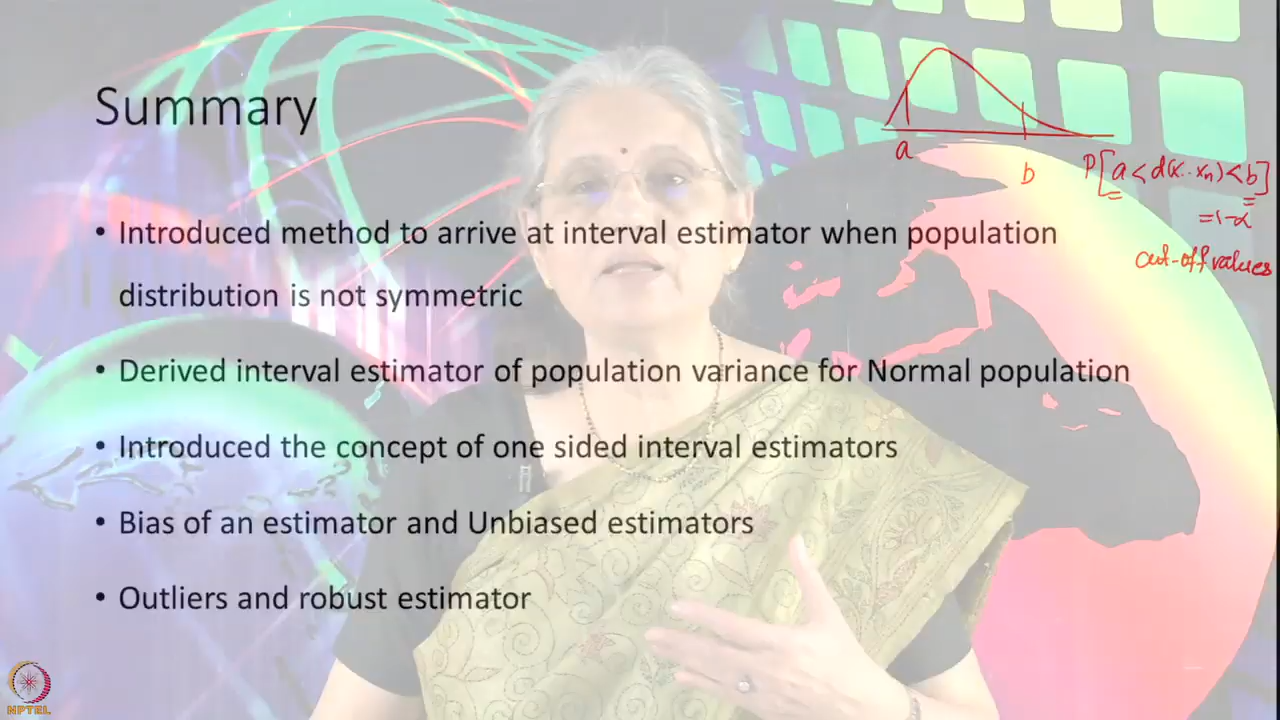 Summary
a
b
P[a < d(x..xn) < b]
= 1-α
cut-off values
• Introduced method to arrive at interval estimator when population
distribution is not symmetric
• Derived interval estimator of population variance for Normal population
• Introduced the concept of one sided interval estimators
• Bias of an estimator and Unbiased estimators
• Outliers and robust estimator
NPTEL